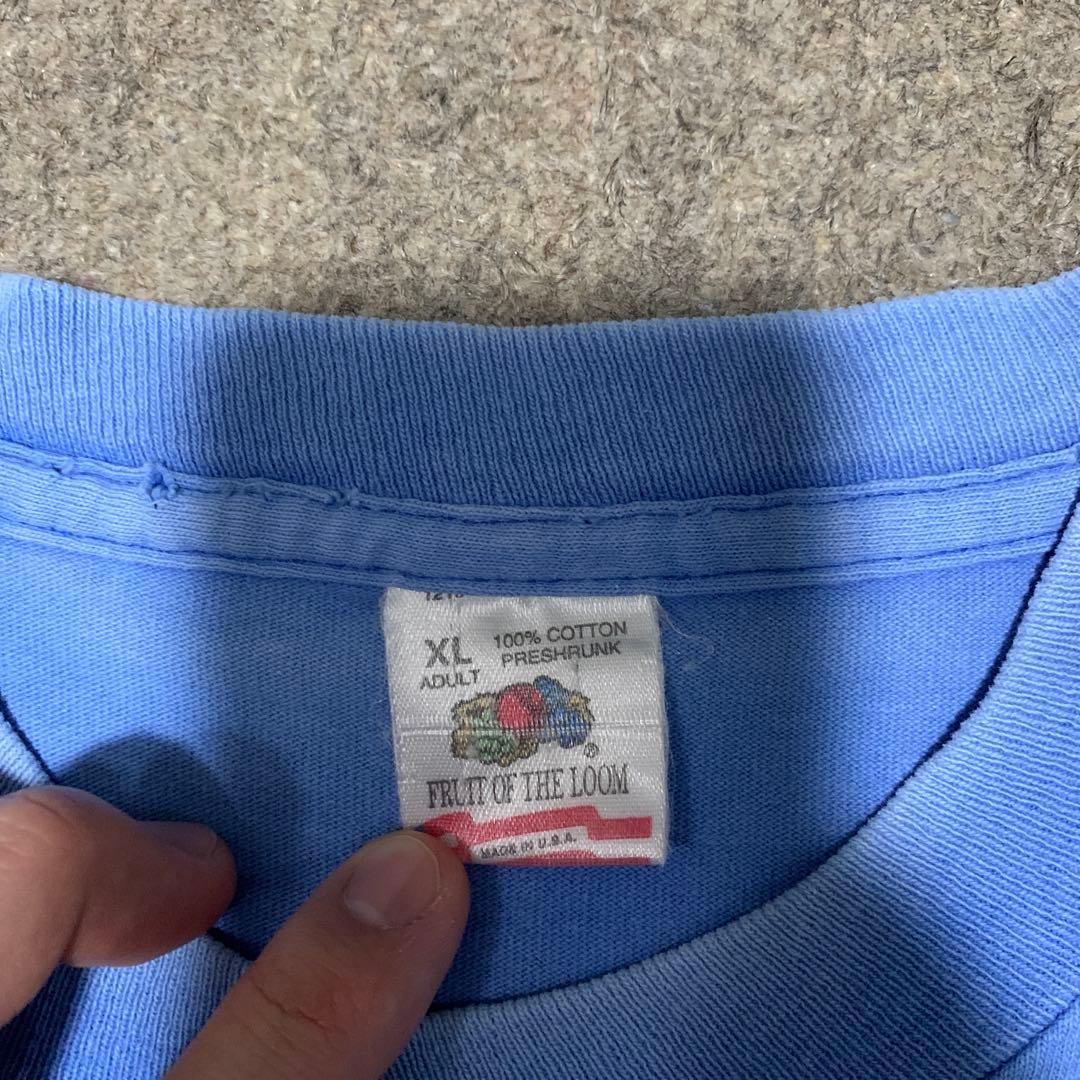 XL
ADULT
100% COTTON
PRESHRUNK
®
FRUIT OF THE LOOM
MADE IN U.S.A.